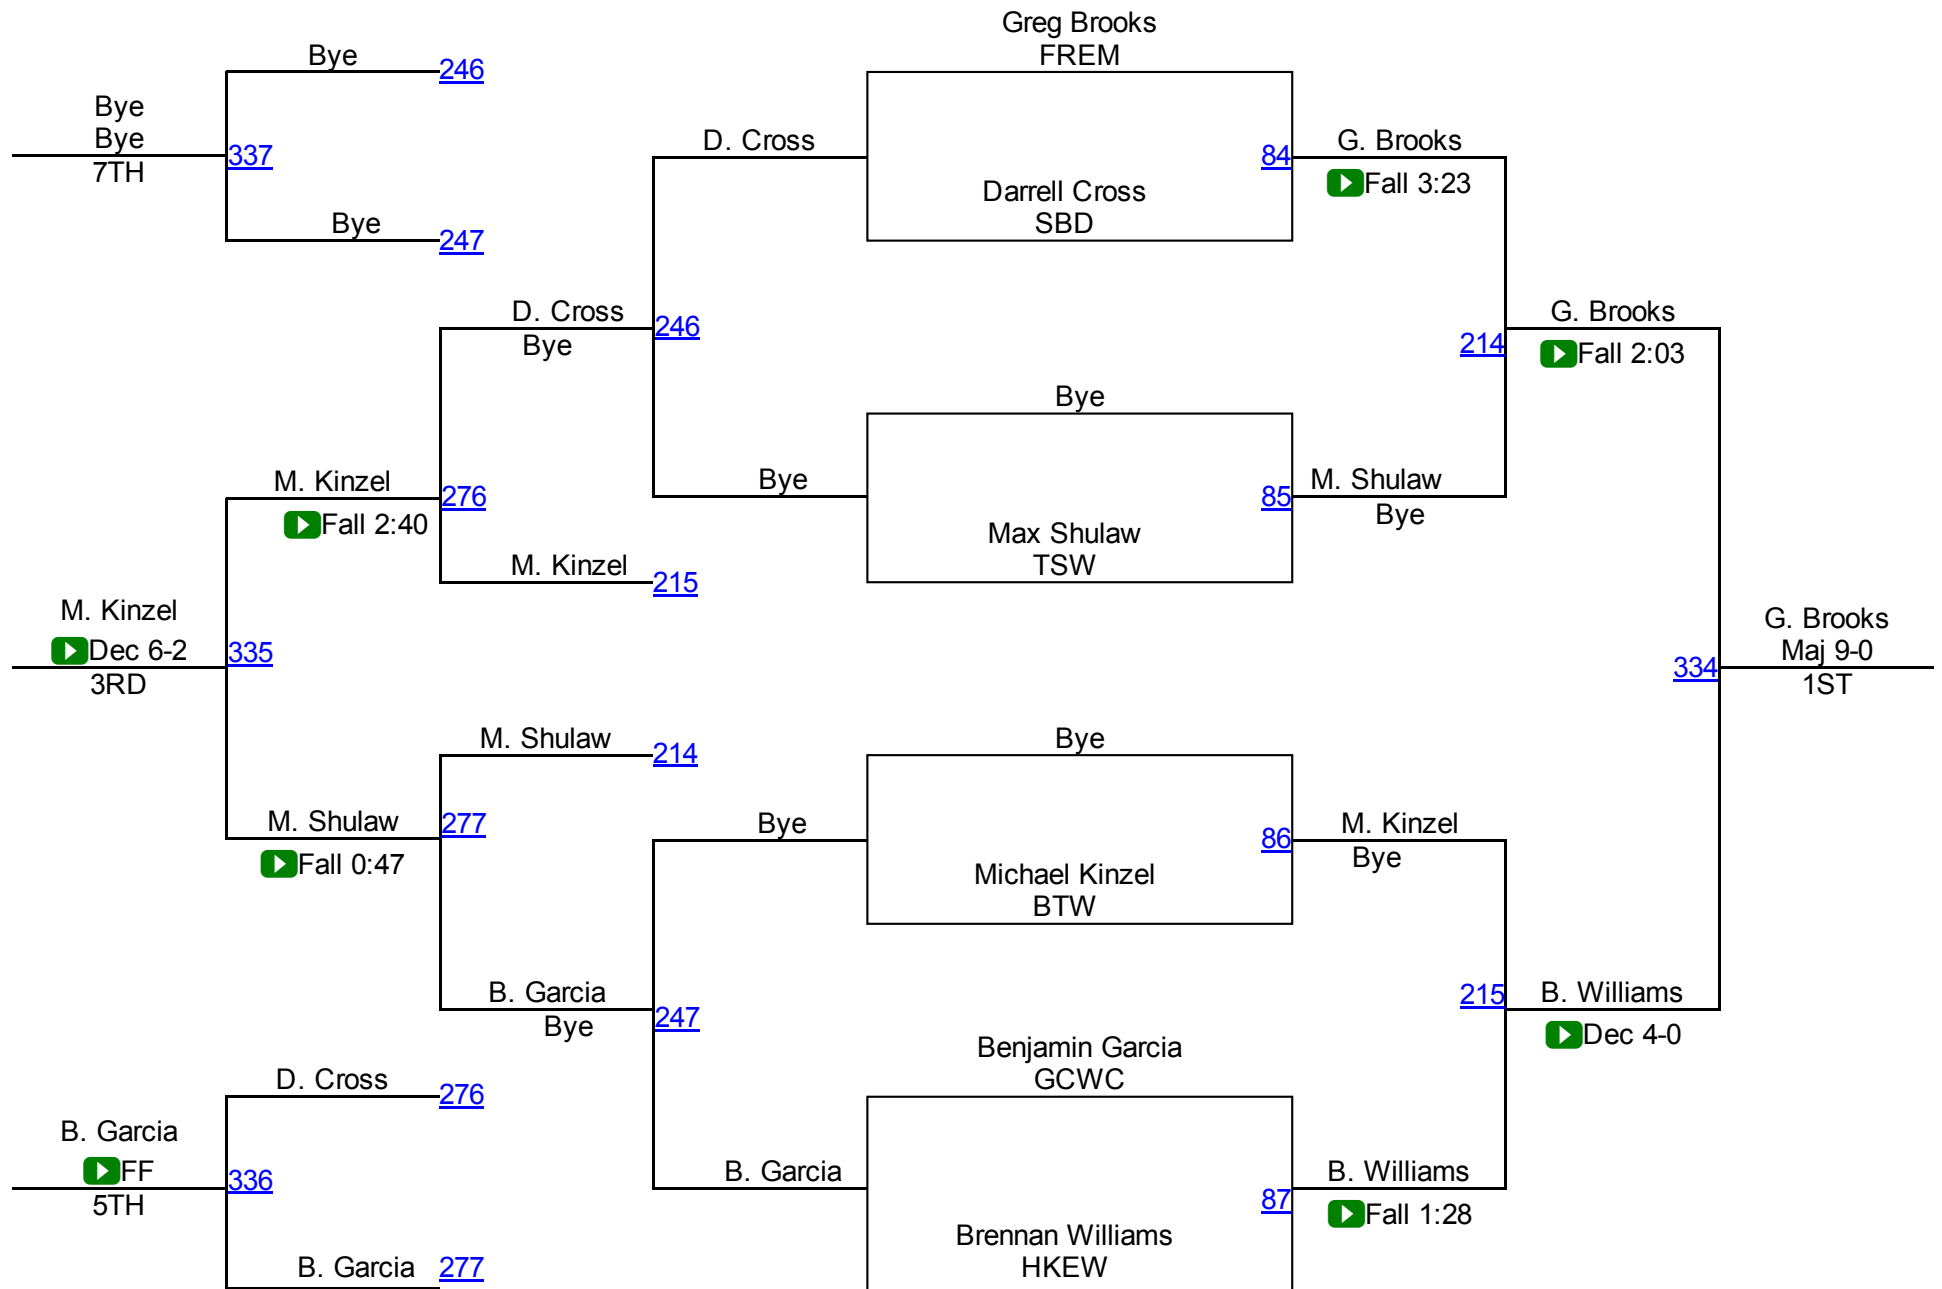 Greg Brooks
FREM
Bye
246
Bye
Bye
7TH
337
D. Cross
84
G. Brooks
Fall 3:23
Darrell Cross
SBD
Bye
247
D. Cross
Bye
246
G. Brooks
214
Fall 2:03
Bye
M. Kinzel
Fall 2:40
276
Bye
85
M. Shulaw
Bye
Max Shulaw
TSW
M. Kinzel
215
M. Kinzel
Dec 6-2
3RD
335
G. Brooks
Maj 9-0
1ST
334
M. Shulaw
214
Bye
M. Shulaw
Fall 0:47
277
Bye
86
M. Kinzel
Bye
Michael Kinzel
BTW
B. Garcia
Bye
247
215
B. Williams
Dec 4-0
Benjamin Garcia
GCWC
D. Cross
276
B. Garcia
FF
5TH
336
B. Garcia
87
B. Williams
Fall 1:28
Brennan Williams
HKEW
B. Garcia
277